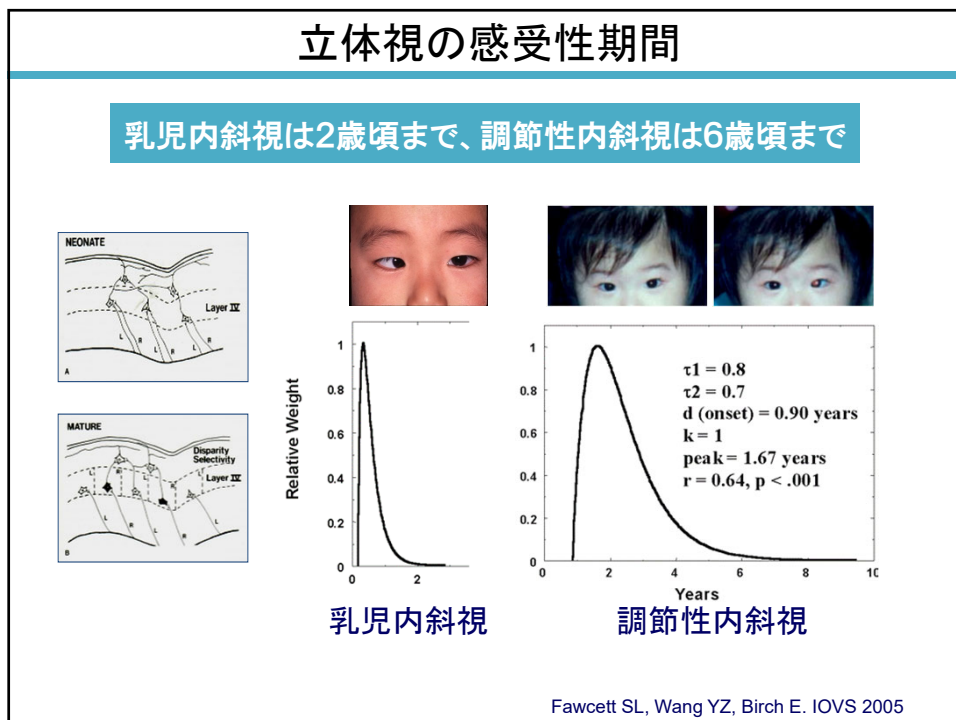 立体視の感受性期間
乳児内斜視は2歳頃まで、調節性内斜視は6歳頃まで
NEONATE
Layer IV
L R L R
A
MATURE
Disparity
Selectivity
Layer IV
L R L R L
L R L R L
B
Relative Weight
1
0.8
0.6
0.4
0.2
0
0 2
乳児内斜視
1
0.8
0.6
0.4
0.2
0
τ1 = 0.8
τ2 = 0.7
d (onset) = 0.90 years
k = 1
peak = 1.67 years
r = 0.64, p < .001
0 2 4 6 8 10
Years
調節性内斜視
Fawcett SL, Wang YZ, Birch E. IOVS 2005